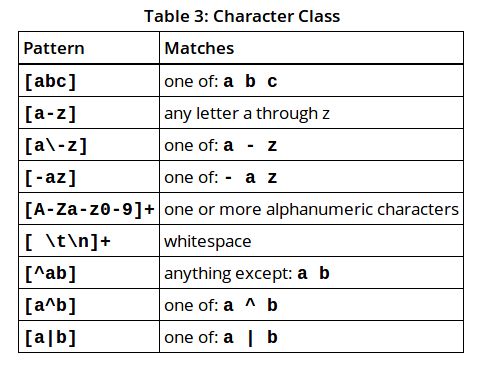 Table 3: Character Class
Pattern Matches
[abc] one of: a b c
[a-z] any letter a through z
[a\-z] one of: a - z
[-az] one of: - a z
[A-Za-z0-9]+ one or more alphanumeric characters
[ \t\n]+ whitespace
[^ab] anything except: a b
[a^b] one of: a ^ b
[a|b] one of: a | b